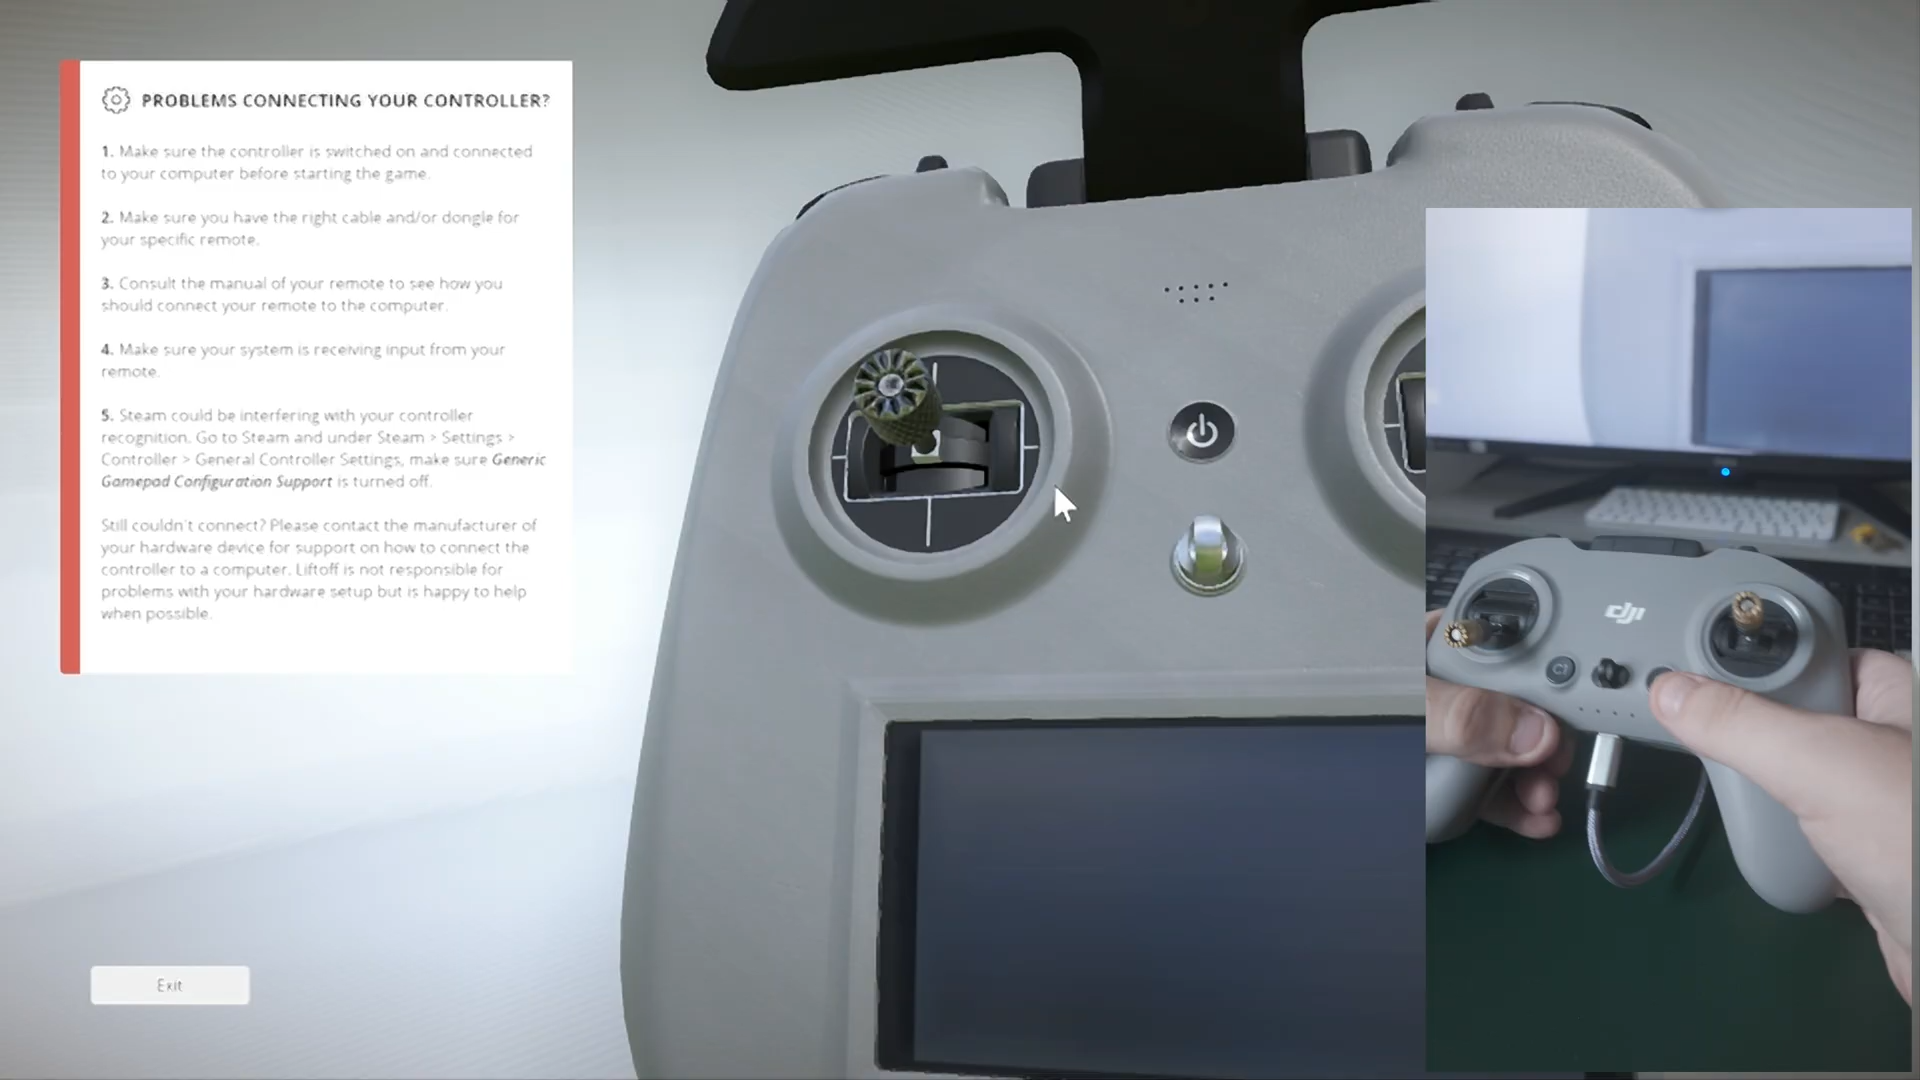 PROBLEMS CONNECTING YOUR CONTROLLER?
1. Make sure the controller is switched on and connected
to your computer before starting the game.
2. Make sure you have the right cable and/or dongle for
your specific remote.
3. Consult the manual of your remote to see how you
should connect your remote to the computer.
4. Make sure your system is receiving input from your
remote.
5. Steam could be interfering with your controller
recognition. Go to Steam and under Steam > Settings >
Controller > General Controller Settings, make sure Generic
Gamepad Configuration Support is turned off.
Still couldn't connect? Please contact the manufacturer of
your hardware device for support on how to connect the
controller to a computer. Liftoff is not responsible for
problems with your hardware setup but is happy to help
when possible.
Exit
dji
C1